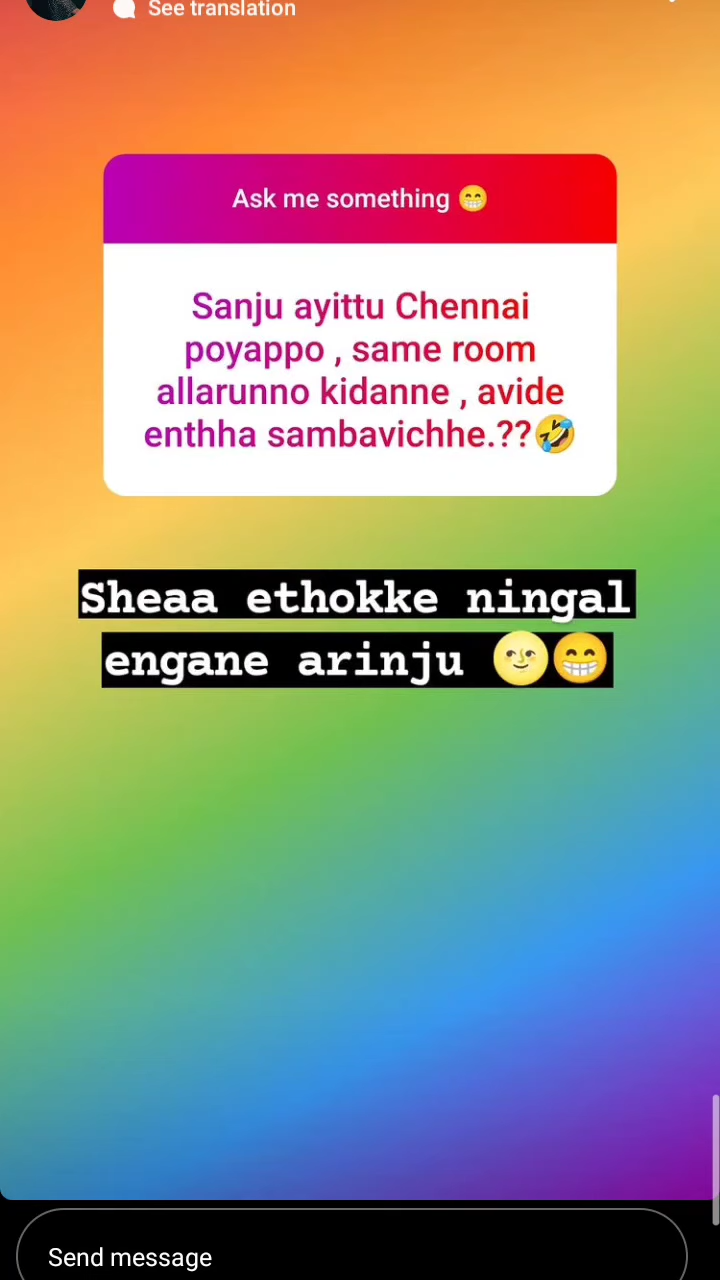 See translation
Ask me something 😁
Sanju ayittu Chennai
poyappo , same room
allarunno kidanne , avide
enthha sambavichhe.??🤣
Sheaa ethokke ningal
engane arinju 🌝😁
Send message